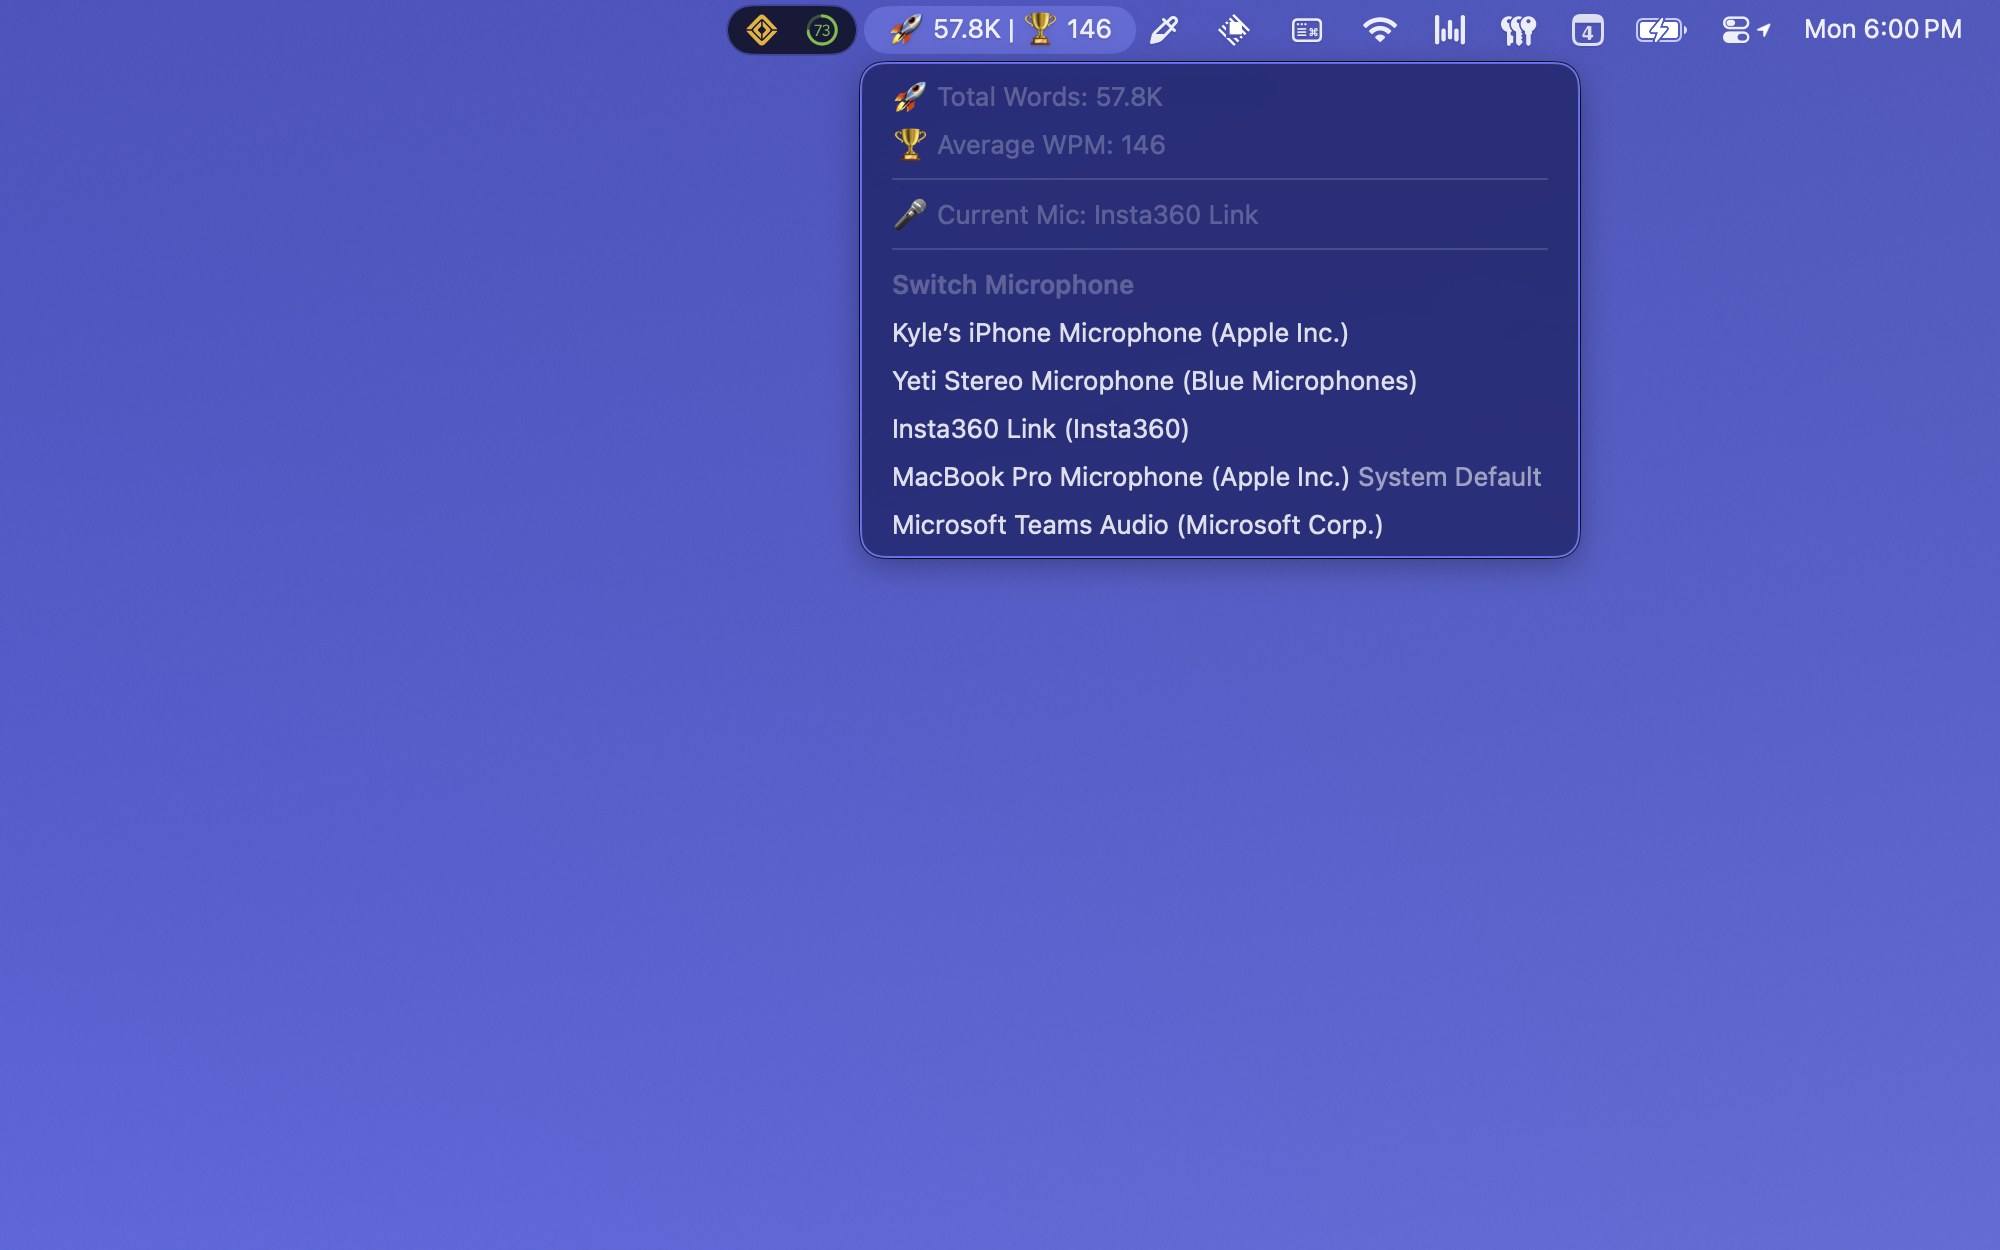 73
🚀 57.8K | 🏆 146
4
Mon 6:00 PM
🚀 Total Words: 57.8K
🏆 Average WPM: 146
🎤 Current Mic: Insta360 Link
Switch Microphone
Kyle’s iPhone Microphone (Apple Inc.)
Yeti Stereo Microphone (Blue Microphones)
Insta360 Link (Insta360)
MacBook Pro Microphone (Apple Inc.) System Default
Microsoft Teams Audio (Microsoft Corp.)